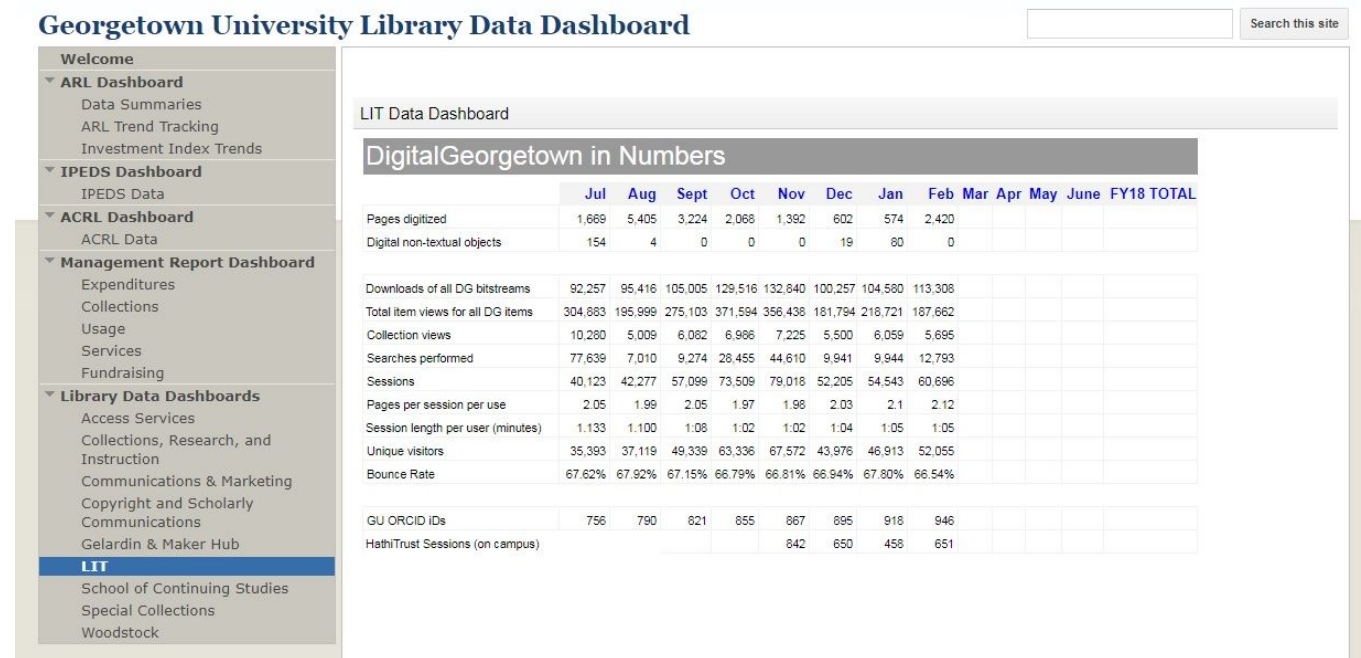 Georgetown University Library Data Dashboard
Search this site
Welcome
ARL Dashboard
Data Summaries
ARL Trend Tracking
Investment Index Trends
IPEDS Dashboard
IPEDS Data
ACRL Dashboard
ACRL Data
Management Report Dashboard
Expenditures
Collections
Usage
Services
Fundraising
Library Data Dashboards
Access Services
Collections, Research, and
Instruction
Communications & Marketing
Copyright and Scholarly
Communications
Gelardin & Maker Hub
LIT
School of Continuing Studies
Special Collections
Woodstock
LIT Data Dashboard
DigitalGeorgetown in Numbers
Jul Aug Sept Oct Nov Dec Jan Feb Mar Apr May June FY18 TOTAL
Pages digitized 1,669 5,405 3,224 2,068 1,392 602 574 2,420
Digital non-textual objects 154 4 0 0 0 19 80 0
Downloads of all DG bitstreams 92,257 95,416 105,005 129,516 132,840 100,257 104,580 113,308
Total item views for all DG items 304,883 195,999 275,103 371,594 356,438 181,794 218,721 187,662
Collection views 10,280 5,009 6,082 6,986 7,225 5,500 6,059 5,695
Searches performed 77,639 7,010 9,274 28,455 44,610 9,941 9,944 12,793
Sessions 40,123 42,277 57,099 73,509 79,018 52,205 54,543 60,696
Pages per session per use 2.05 1.99 2.05 1.97 1.98 2.03 2.1 2.12
Session length per user (minutes) 1.133 1.100 1:08 1:02 1:02 1:04 1:05 1:05
Unique visitors 35,393 37,119 49,339 63,336 67,572 43,976 46,913 52,055
Bounce Rate 67.62% 67.92% 67.15% 66.79% 66.81% 66.94% 67.80% 66.54%
GU ORCID iDs 756 790 821 855 867 895 918 946
HathiTrust Sessions (on campus) 842 650 458 651